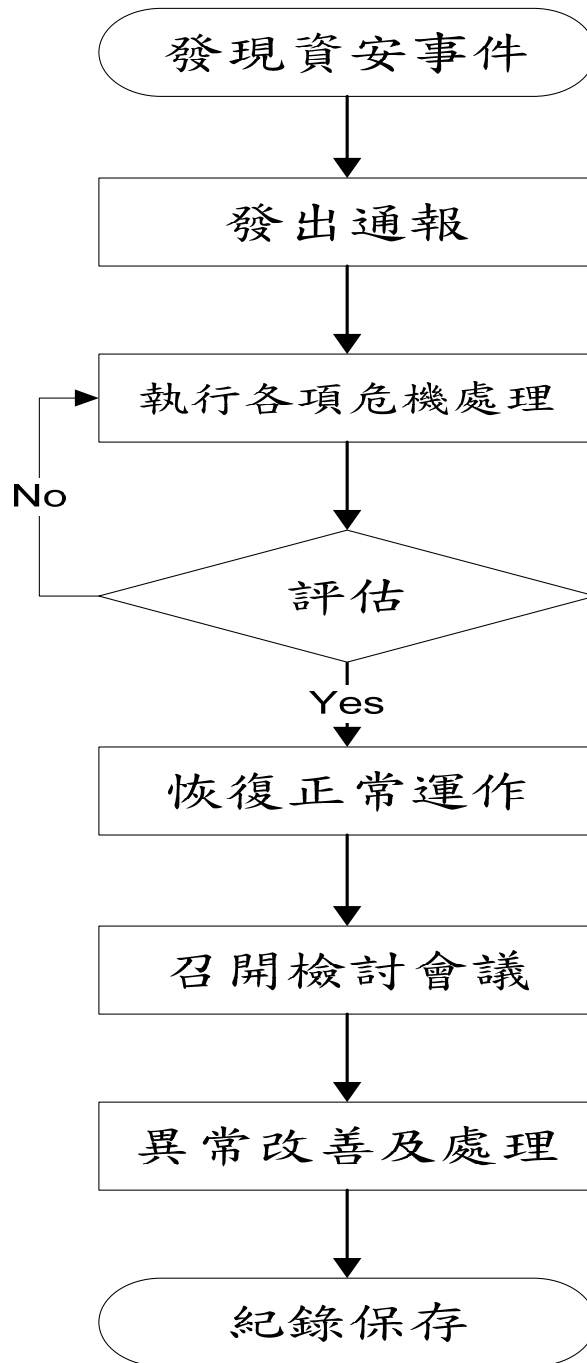 發現資安事件
發出通報
執行各項危機處理
No
評估
Yes
恢復正常運作
召開檢討會議
異常改善及處理
紀錄保存